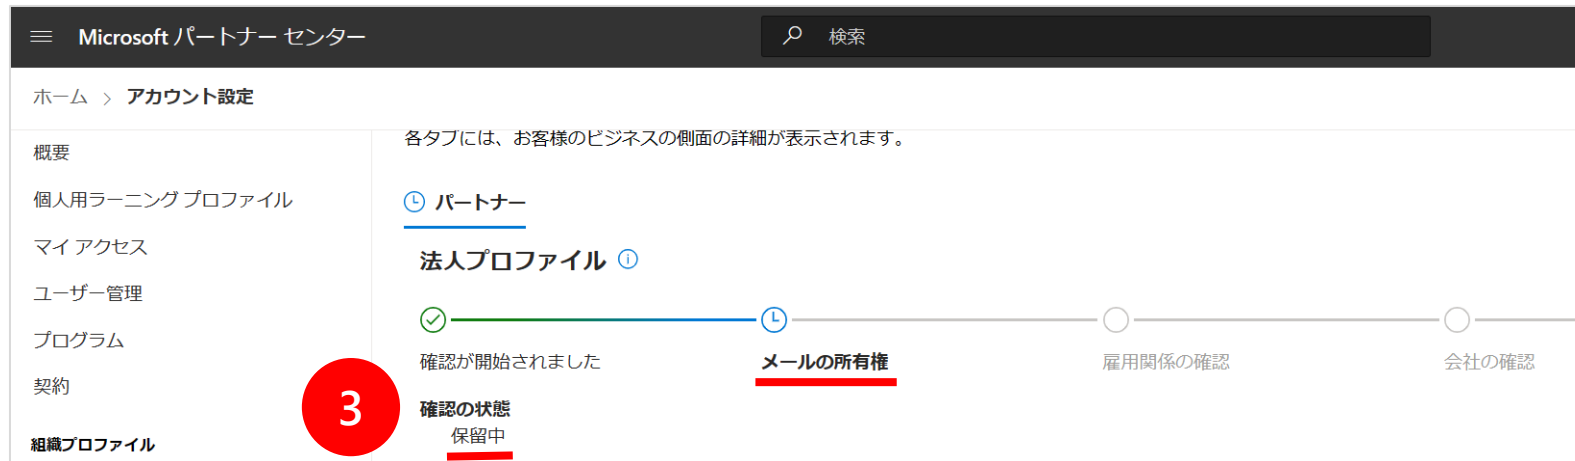 Microsoft パートナー センター
検索
ホーム > アカウント設定
概要
個人用ラーニング プロファイル
マイ アクセス
ユーザー管理
プログラム
契約
組織プロファイル
各タブには、お客様のビジネスの側面の詳細が表示されます。
パートナー
法人プロファイル
確認が開始されました
メールの所有権
雇用関係の確認
会社の確認
3
確認の状態
保留中